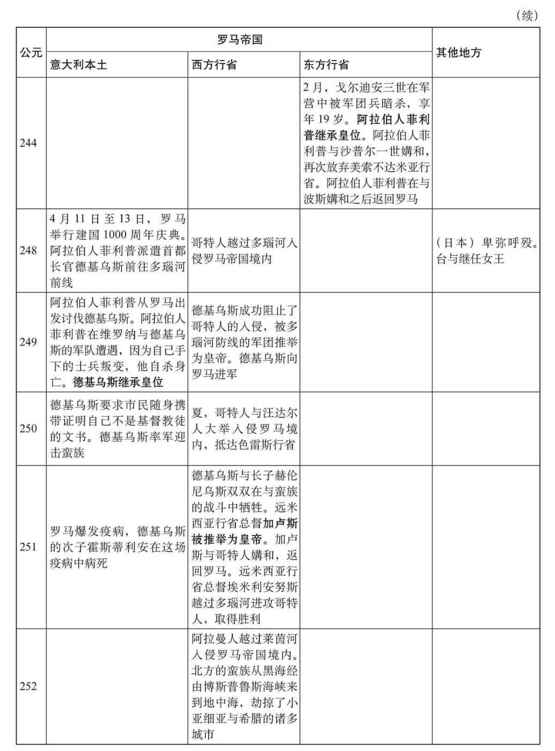 （续）
公元
罗马帝国
其他地方
意大利本土
西方行省
东方行省
244
2 月，戈尔迪安三世在军
营中被军团兵暗杀，享
年 19 岁。阿拉伯人菲利
普继承皇位。阿拉伯人菲
利普与沙普尔一世媾和，
再次放弃美索不达米亚行
省。阿拉伯人菲利普在与
波斯媾和之后返回罗马
248
4 月 11 日至 13 日，罗马
举行建国 1000 周年庆典。
阿拉伯人菲利普派遣首都
长官德基乌斯前往多瑙河
前线
哥特人越过多瑙河入
侵罗马帝国境内
（日本）卑弥呼殁。
台与继任女王
249
阿拉伯人菲利普从罗马出
发讨伐德基乌斯。阿拉伯人
菲利普在维罗纳与德基乌
斯的军队遭遇，因为自己手
下的士兵叛变，他自杀身
亡。德基乌斯继承皇位
德基乌斯成功阻止了
哥特人的入侵，被多
瑙河防线的军团推举
为皇帝。德基乌斯向
罗马进军
250
德基乌斯要求市民随身携
带证明自己不是基督教徒
的文书。德基乌斯率军迎
击蛮族
夏，哥特人与汪达尔
人大举入侵罗马境
内，抵达色雷斯行省
251
罗马爆发疫病，德基乌斯
的次子霍斯蒂利安在这场
疫病中病死
德基乌斯与长子赫伦
尼乌斯双双在与蛮族
的战斗中牺牲。远米
西亚行省总督加卢斯
被推举为皇帝。加卢
斯与哥特人媾和，返
回罗马。远米西亚行
省总督埃米利安努斯
越过多瑙河进攻哥特
人，取得胜利
252
阿拉曼人越过莱茵河
入侵罗马帝国境内。
北方的蛮族从黑海经
由博斯普鲁斯海峡来
到地中海，劫掠了小
亚细亚与希腊的诸多
城市